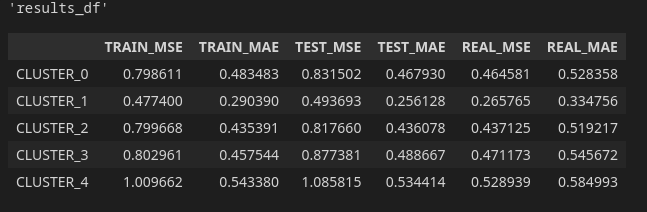 'results_df'
TRAIN_MSE TRAIN_MAE TEST_MSE TEST_MAE REAL_MSE REAL_MAE
CLUSTER_0 0.798611 0.483483 0.831502 0.467930 0.464581 0.528358
CLUSTER_1 0.477400 0.290390 0.493693 0.256128 0.265765 0.334756
CLUSTER_2 0.799668 0.435391 0.817660 0.436078 0.437125 0.519217
CLUSTER_3 0.802961 0.457544 0.877381 0.488667 0.471173 0.545672
CLUSTER_4 1.009662 0.543380 1.085815 0.534414 0.528939 0.584993